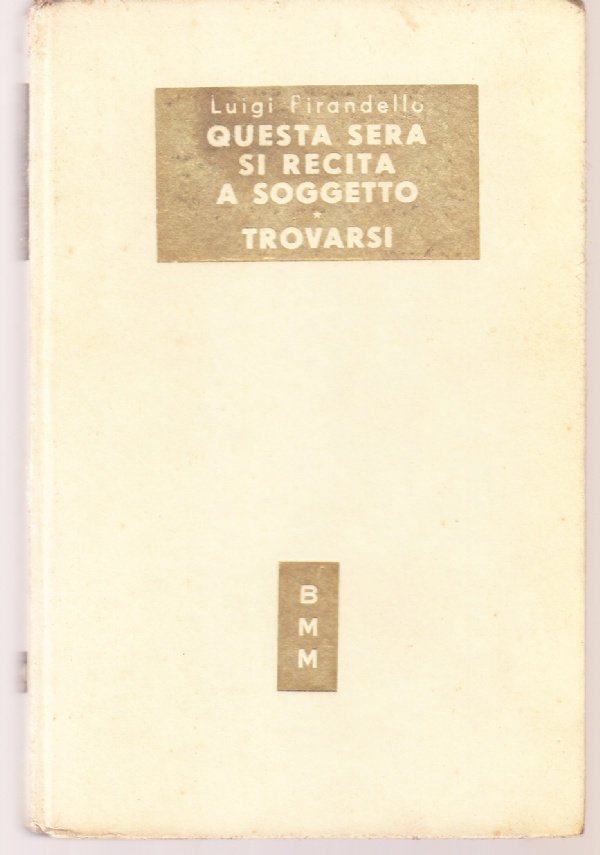 Luigi Pirandello
QUESTA SERA
SI RECITA
A SOGGETTO
*
TROVARSI
B
M
M